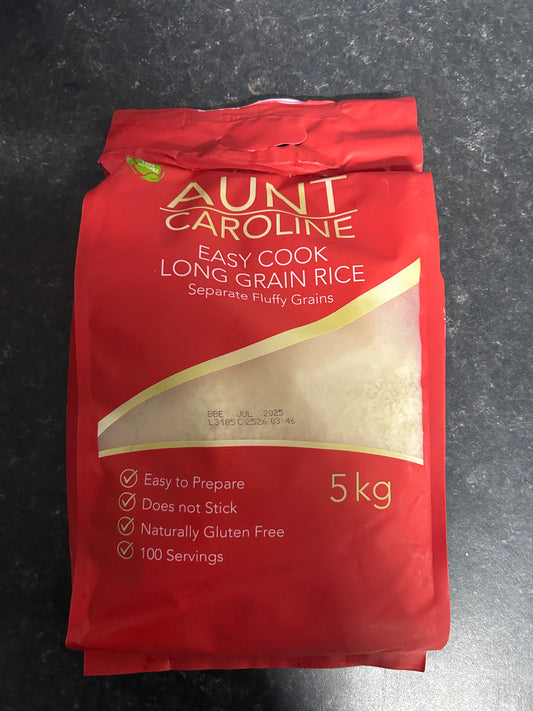 AUNT
CAROLINE
EASY COOK
LONG GRAIN RICE
Separate Fluffy Grains
BBE JUL 2025
L3185C2526 03:46
Easy to Prepare
Does not Stick
Naturally Gluten Free
100 Servings
5kg